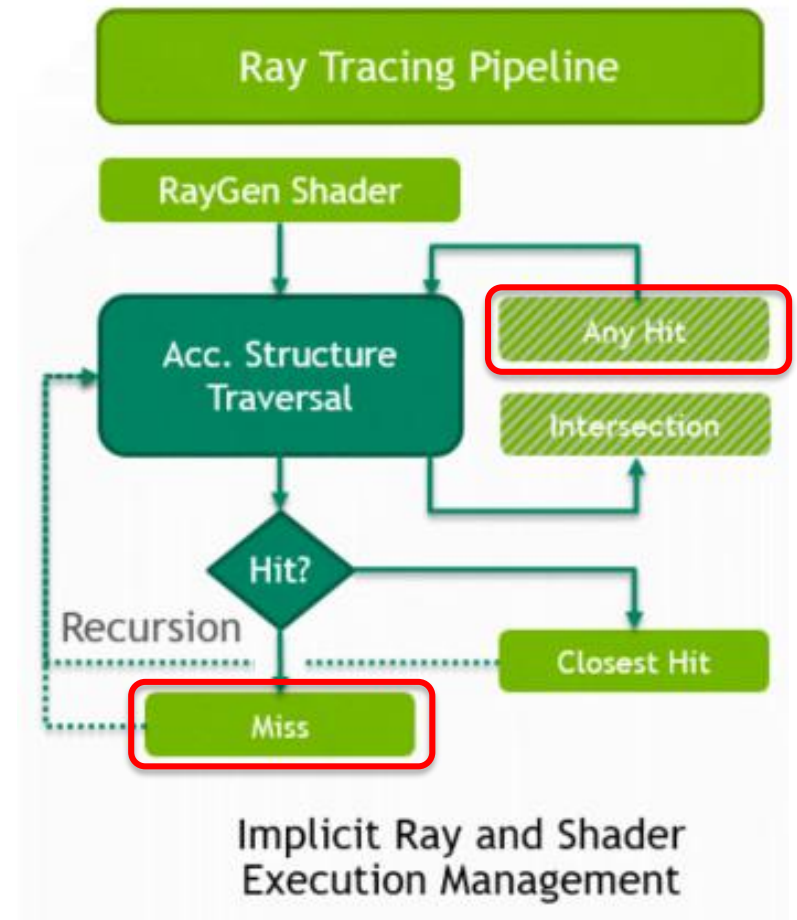 Ray Tracing Pipeline
RayGen Shader
Any Hit
Acc. Structure
Traversal
Intersection
Hit?
Recursion
Closest Hit
Miss
Implicit Ray and Shader
Execution Management